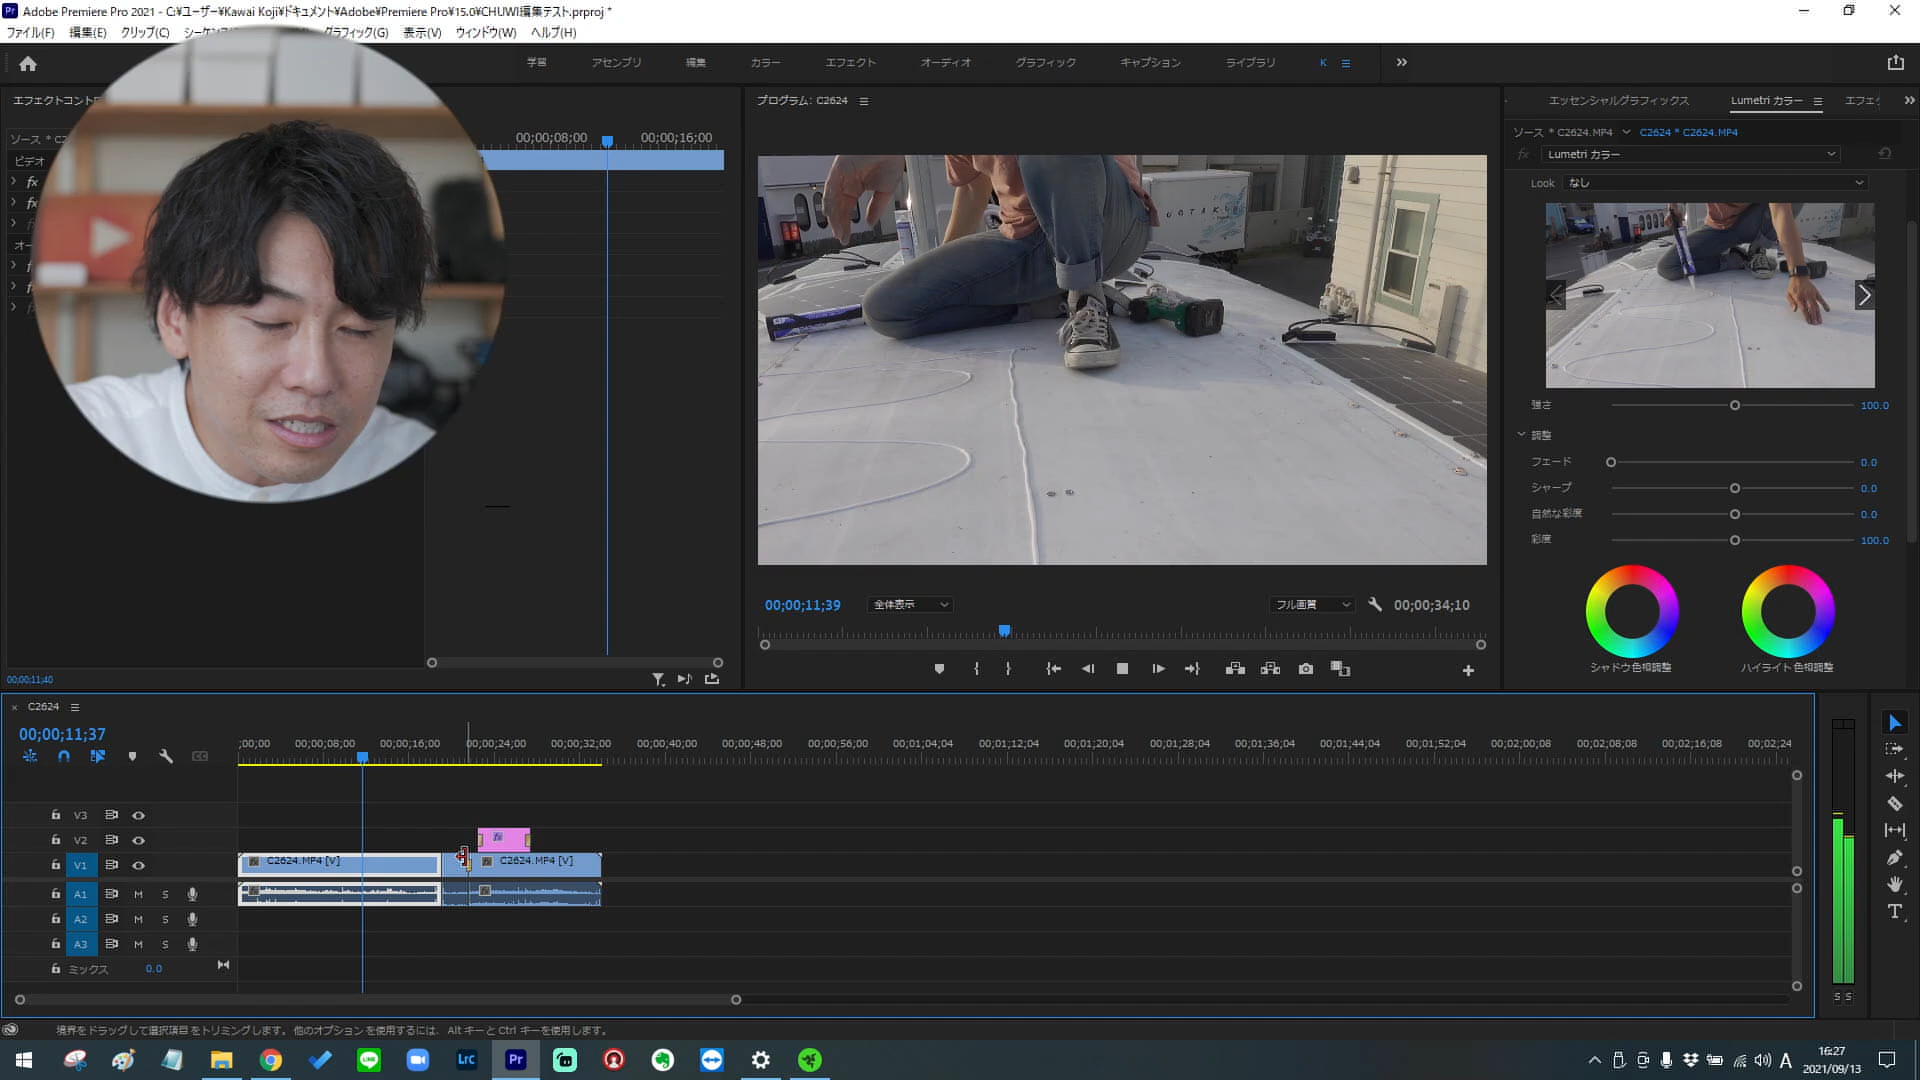 Adobe Premiere Pro 2021 - C:¥ユーザー¥Kawai Koji¥ドキュメント¥Adobe¥Premiere Pro¥15.0¥CHUWI編集テスト.prproj *
ファイル(F) 編集(E) クリップ(C) グラフィック(G) 表示(V) ウィンドウ(W) ヘルプ(H)
学習 アセンブリ 編集 カラー エフェクト オーディオ グラフィック キャプション ライブラリ K
プログラム: C2624
エッセンシャルグラフィックス Lumetri カラー
ソース * C2624.MP4 C2624 * C2624.MP4
fx Lumetri カラー
Look なし
00;00;08;00 00;00;16;00
ビデオ
fx
fx
強さ 100.0
調整
フェード 0.0
シャープ 0.0
自然な彩度 0.0
彩度 100.0
シャドウ色相調整 ハイライト色相調整
00;00;11;39 全体表示 フル画質 00;00;34;10
00;00;11;40
C2624
00;00;11;37
;00;00 00;00;08;00 00;00;16;00 00;00;24;00 00;00;32;00 00;00;40;00 00;00;48;00 00;00;56;00 00;01;04;04 00;01;12;04 00;01;20;04 00;01;28;04 00;01;36;04 00;01;44;04 00;01;52;04 00;02;00;08 00;02;08;08 00;02;16;08 00;02;24
V3
V2 fx
V1 C2624.MP4 [V] C2624.MP4 [V]
A1 M S
A2 M S
A3 M S
ミックス 0.0
S S
境界をドラッグして選択項目をトリミングします。他のオプションを使用するには、Alt キーと Ctrl キーを使用します。
LINE Lrc Pr A
16:27
2021/09/13